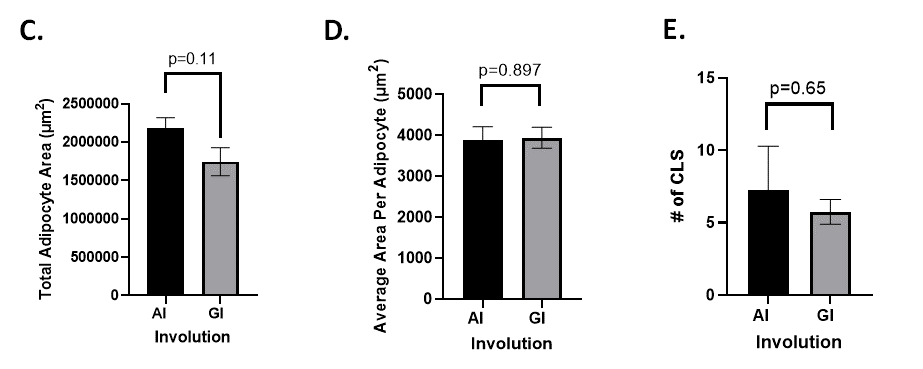 C.
p=0.11
Total Adipocyte Area (µm²)
2500000
2000000
1500000
1000000
500000
0
AI
GI
Involution
D.
p=0.897
Average Area Per Adipocyte (µm²)
5000
4000
3000
2000
1000
0
AI
GI
Involution
E.
p=0.65
# of CLS
15
10
5
0
AI
GI
Involution